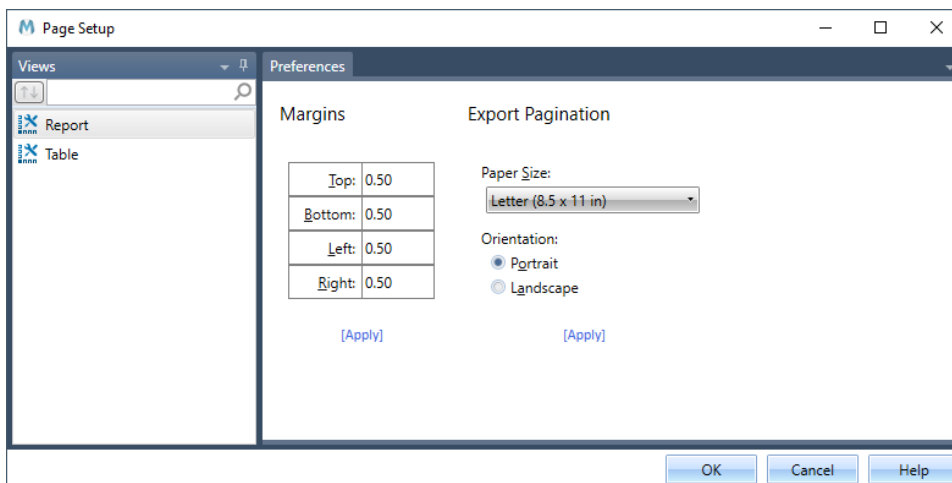 Page Setup
Views
Preferences
Report
Table
Margins
Export Pagination
Top: 0.50
Bottom: 0.50
Left: 0.50
Right: 0.50
[Apply]
Paper Size:
Letter (8.5 x 11 in)
Orientation:
Portrait
Landscape
[Apply]
OK
Cancel
Help